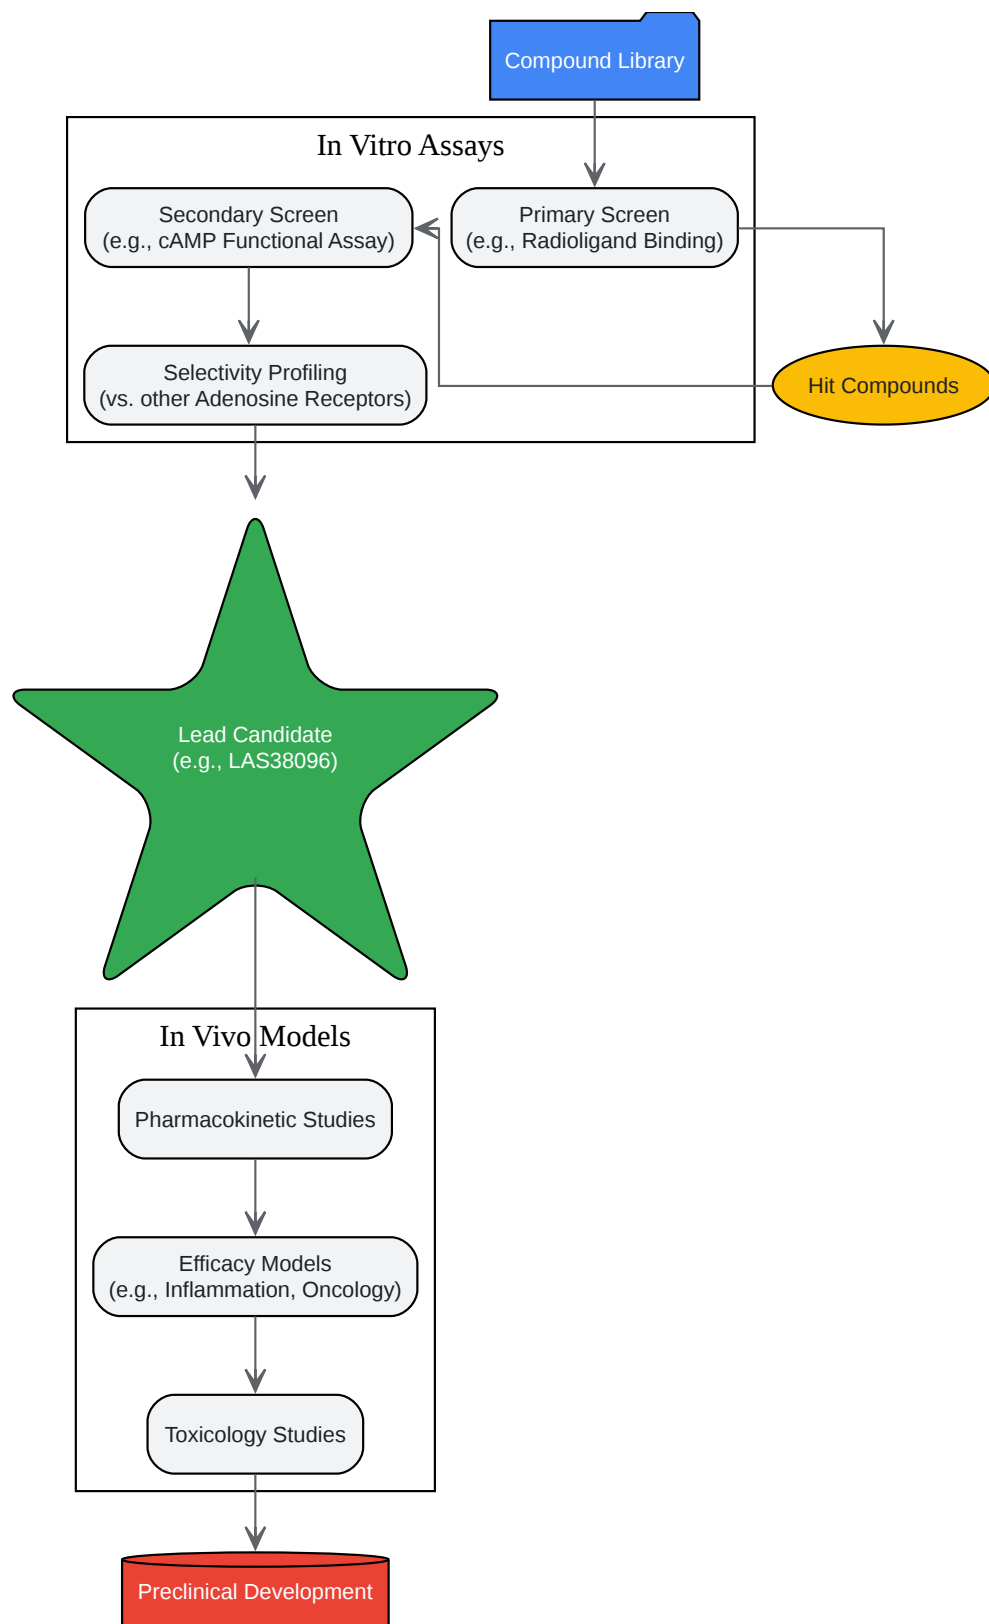 Compound Library
In Vitro Assays
Secondary Screen
(e.g., cAMP Functional Assay)
Primary Screen
(e.g., Radioligand Binding)
Selectivity Profiling
(vs. other Adenosine Receptors)
Hit Compounds
Lead Candidate
(e.g., LAS38096)
In Vivo Models
Pharmacokinetic Studies
Efficacy Models
(e.g., Inflammation, Oncology)
Toxicology Studies
Preclinical Development